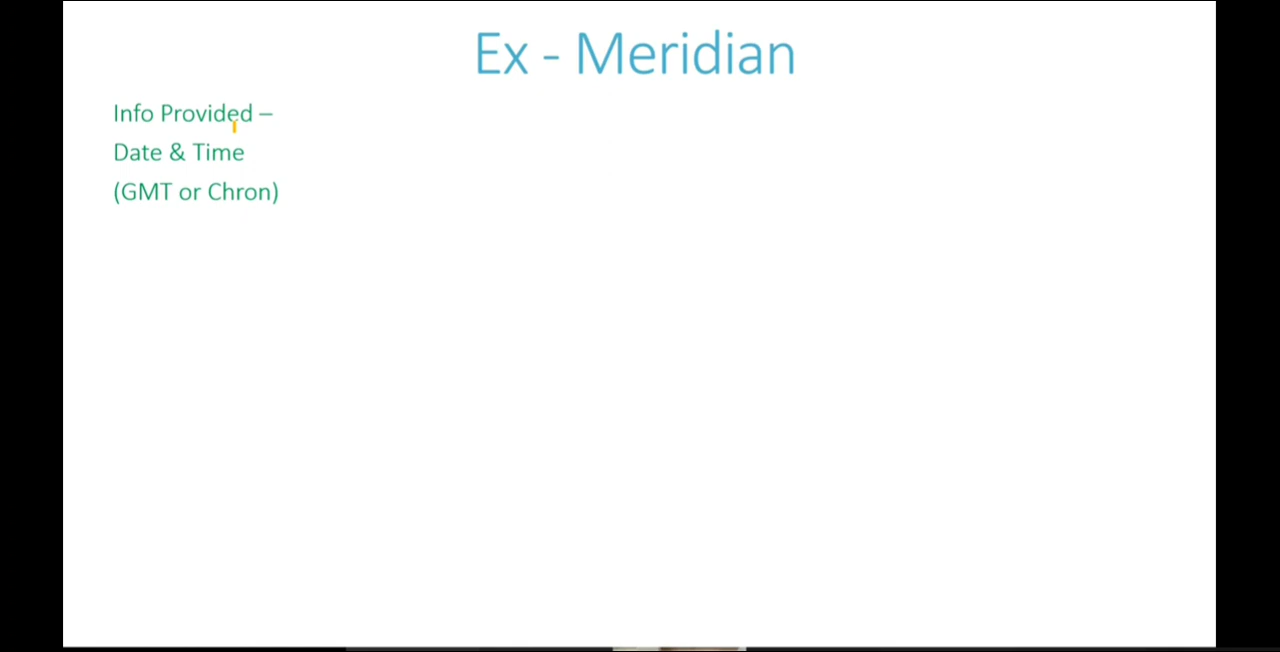 Ex - Meridian
Info Provided –
Date & Time
(GMT or Chron)